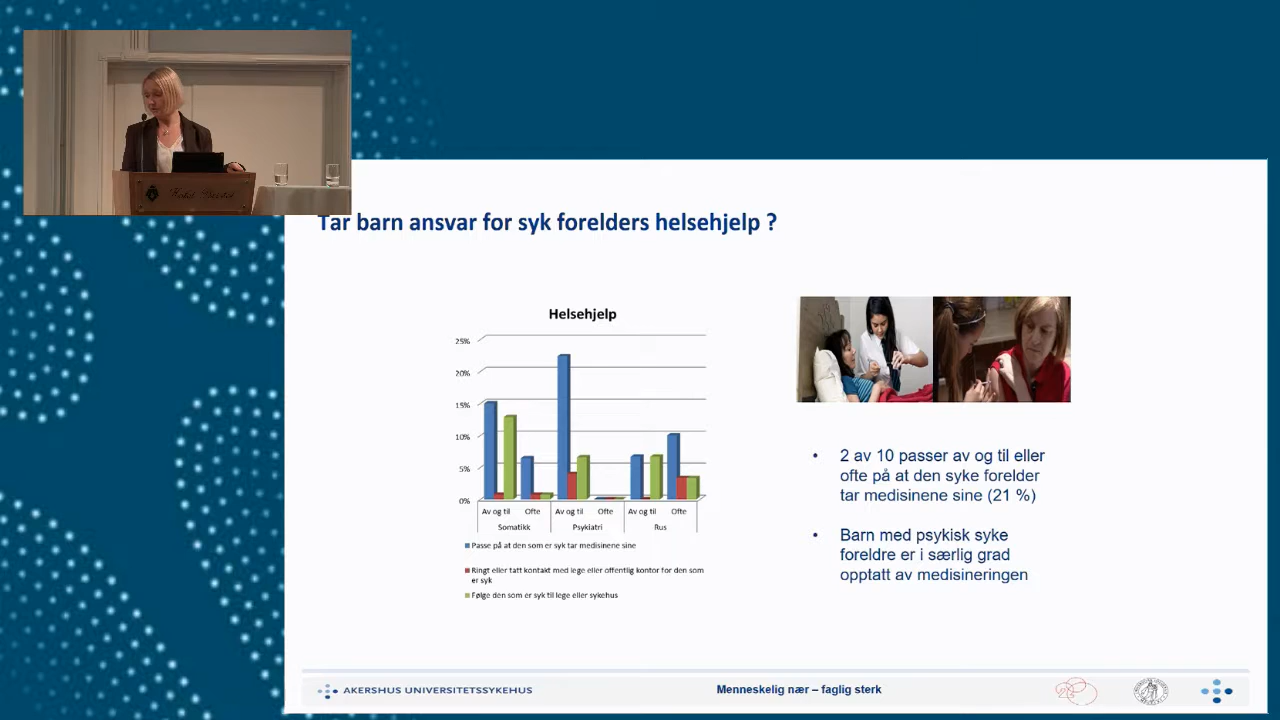 Tar barn ansvar for syk forelders helsehjelp ?
Helsehjelp
25%
20%
15%
10%
5%
0%
Av og til
Ofte
Av og til
Ofte
Av og til
Ofte
Somatikk
Psykiatri
Rus
Passe på at den som er syk tar medisinene sine
Ringt eller tatt kontakt med lege eller offentlig kontor for den som
er syk
Følge den som er syk til lege eller sykehus
• 2 av 10 passer av og til eller
ofte på at den syke forelder
tar medisinene sine (21 %)
• Barn med psykisk syke
foreldre er i særlig grad
opptatt av medisineringen
AKERSHUS UNIVERSITETSSYKEHUS
Menneskelig nær – faglig sterk